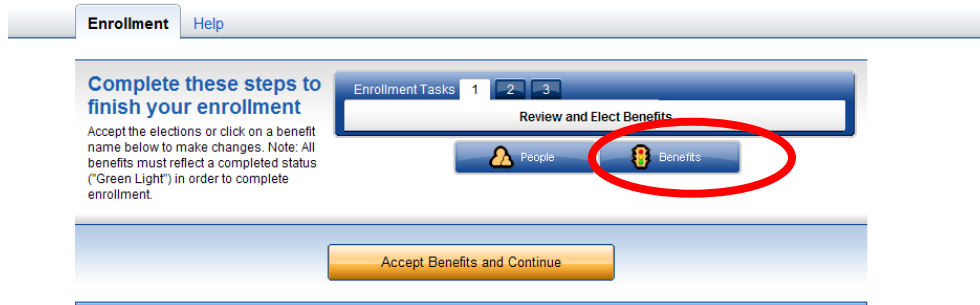 Enrollment Help
Complete these steps to
finish your enrollment
Accept the elections or click on a benefit
name below to make changes. Note: All
benefits must reflect a completed status
("Green Light") in order to complete
enrollment.
Enrollment Tasks 1 2 3
Review and Elect Benefits
People Benefits
Accept Benefits and Continue